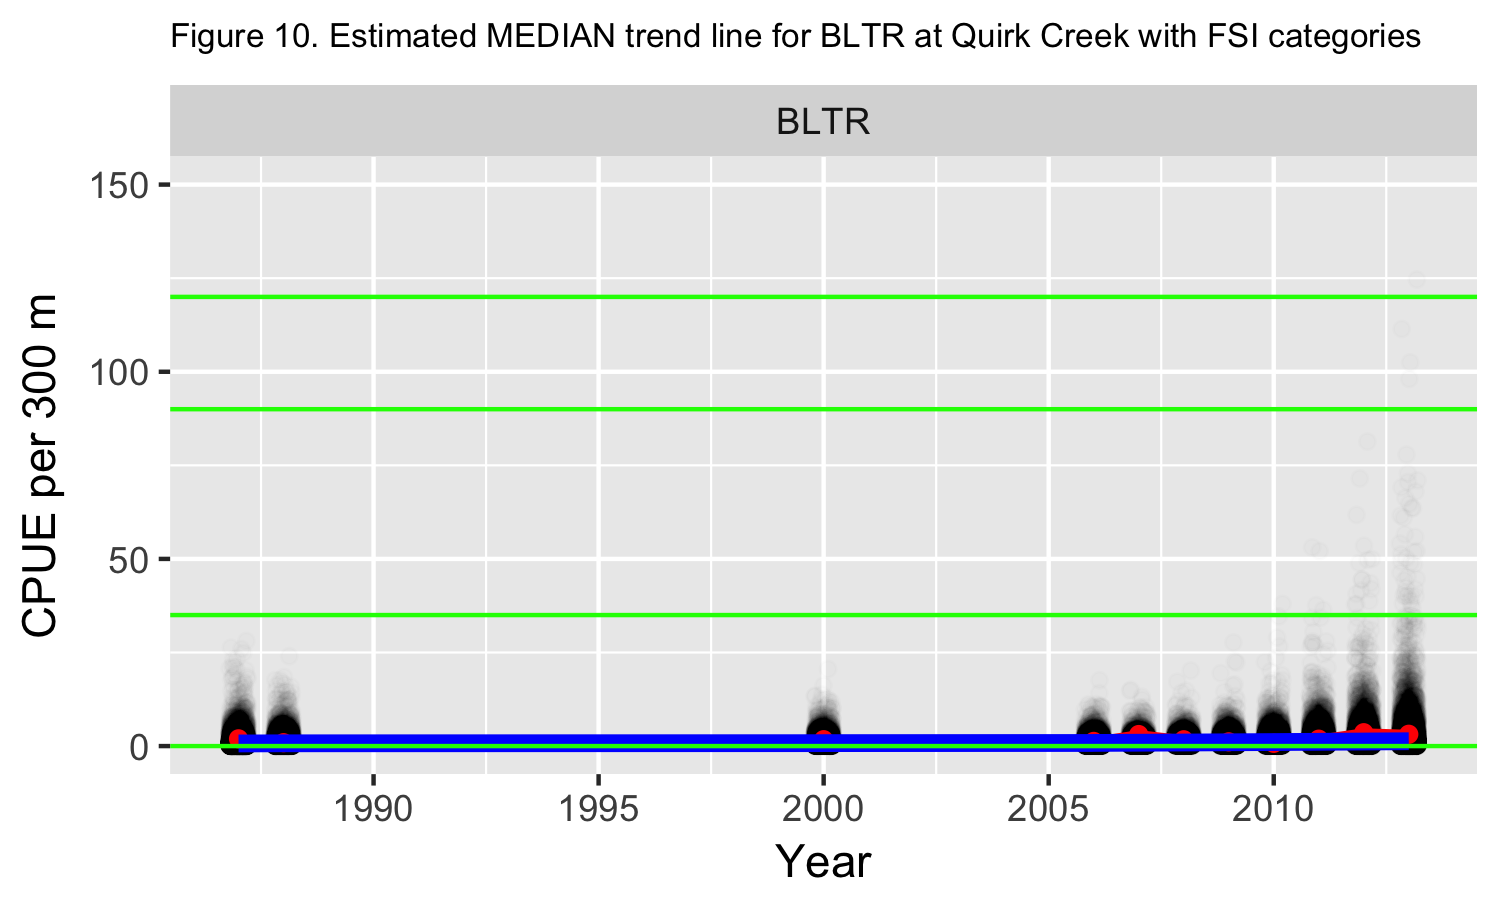 Figure 10. Estimated MEDIAN trend line for BLTR at Quirk Creek with FSI categories
BLTR
CPUE per 300 m
150
100
50
0
1990 1995 2000 2005 2010
Year